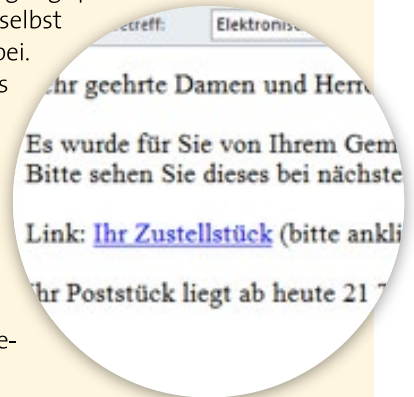 selbst
bei.
s
Betreff: Elektronis
hr geehrte Damen und Herr
Es wurde für Sie von Ihrem Gem
Bitte sehen Sie dieses bei nächste
Link: Ihr Zustellstück (bitte ankli
hr Poststück liegt ab heute 21
e-